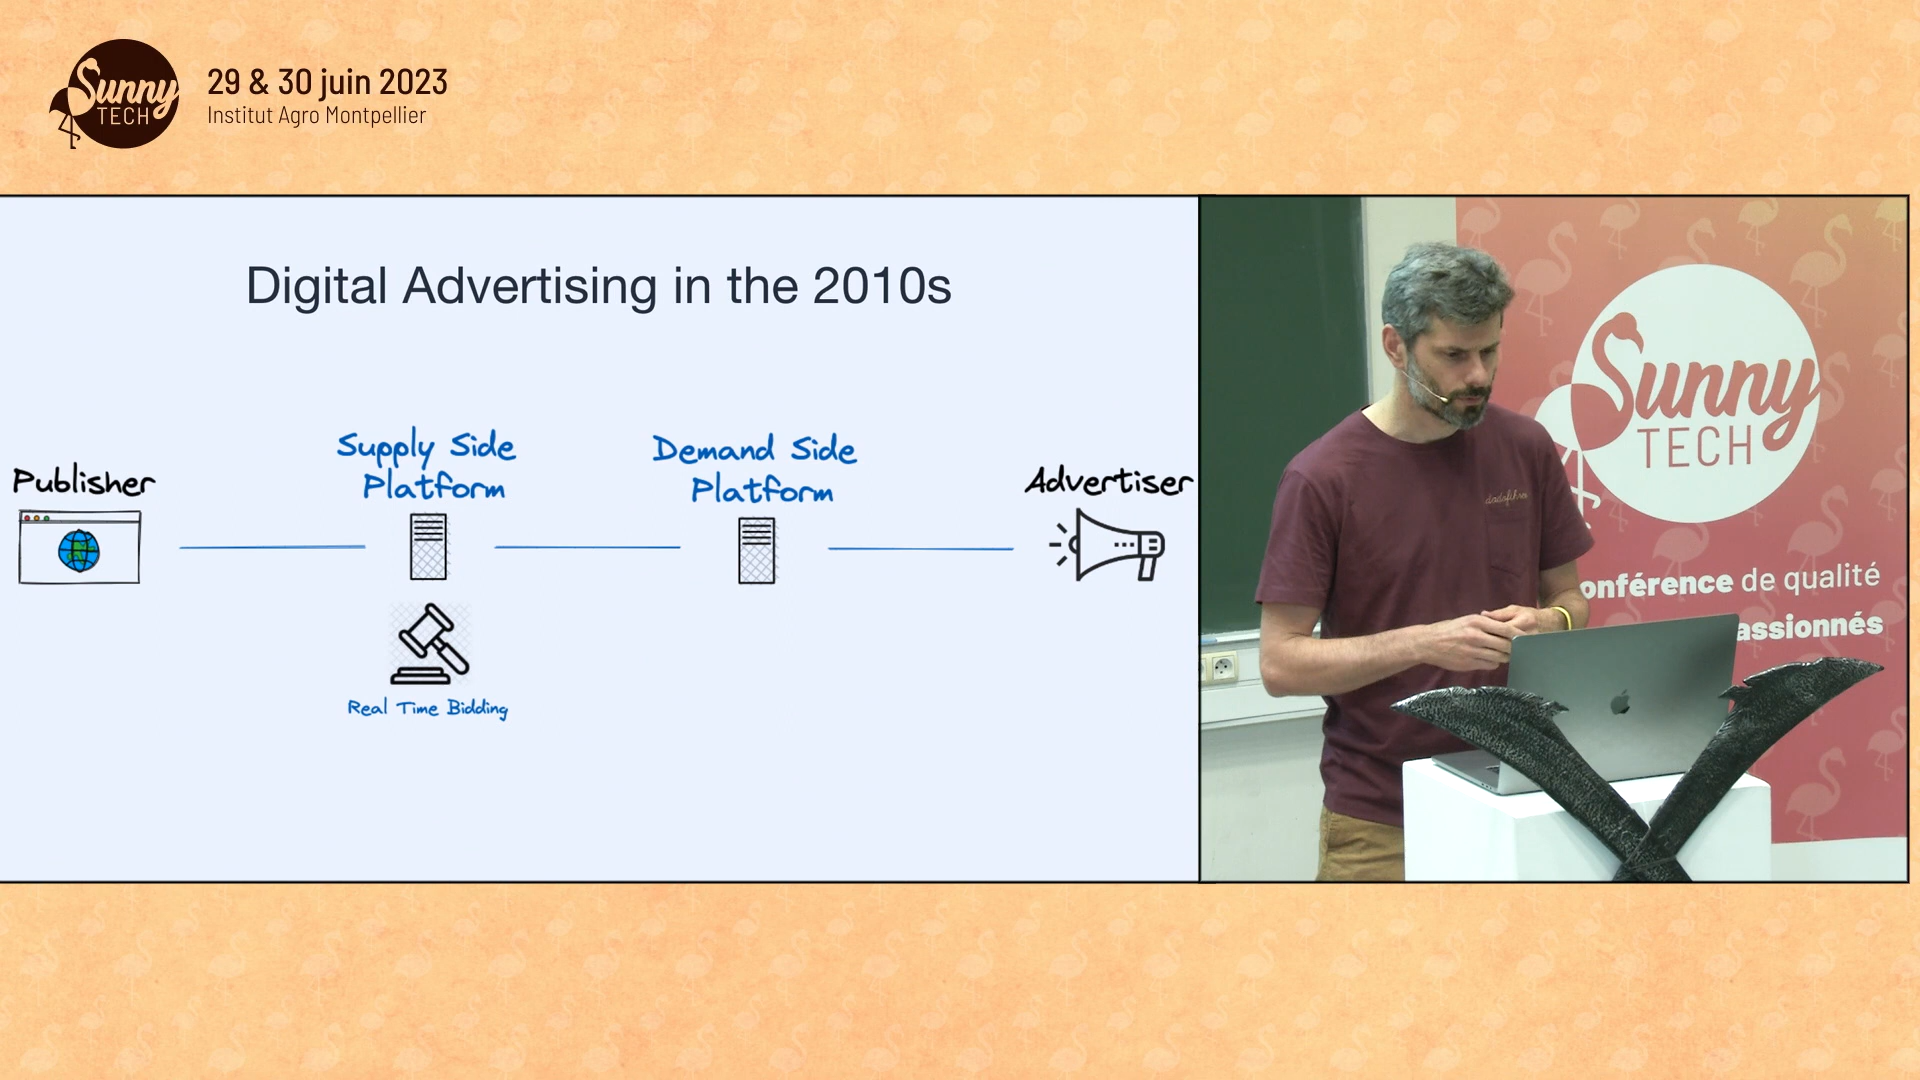 Sunny
TECH
29 & 30 juin 2023
Institut Agro Montpellier
Digital Advertising in the 2010s
Publisher
Supply Side
Platform
Demand Side
Platform
Advertiser
Real Time Bidding
Sunny
TECH
onférence de qualité
assionnés